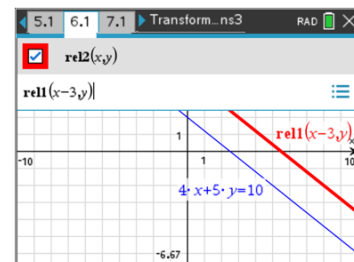 5.1 6.1 7.1 Transform...ns3 RAD
rel2(x,y)
rel1(x-3,y)
1
rel1(x-3,y)
-10 1 10
4·x+5·y=10
-6.67